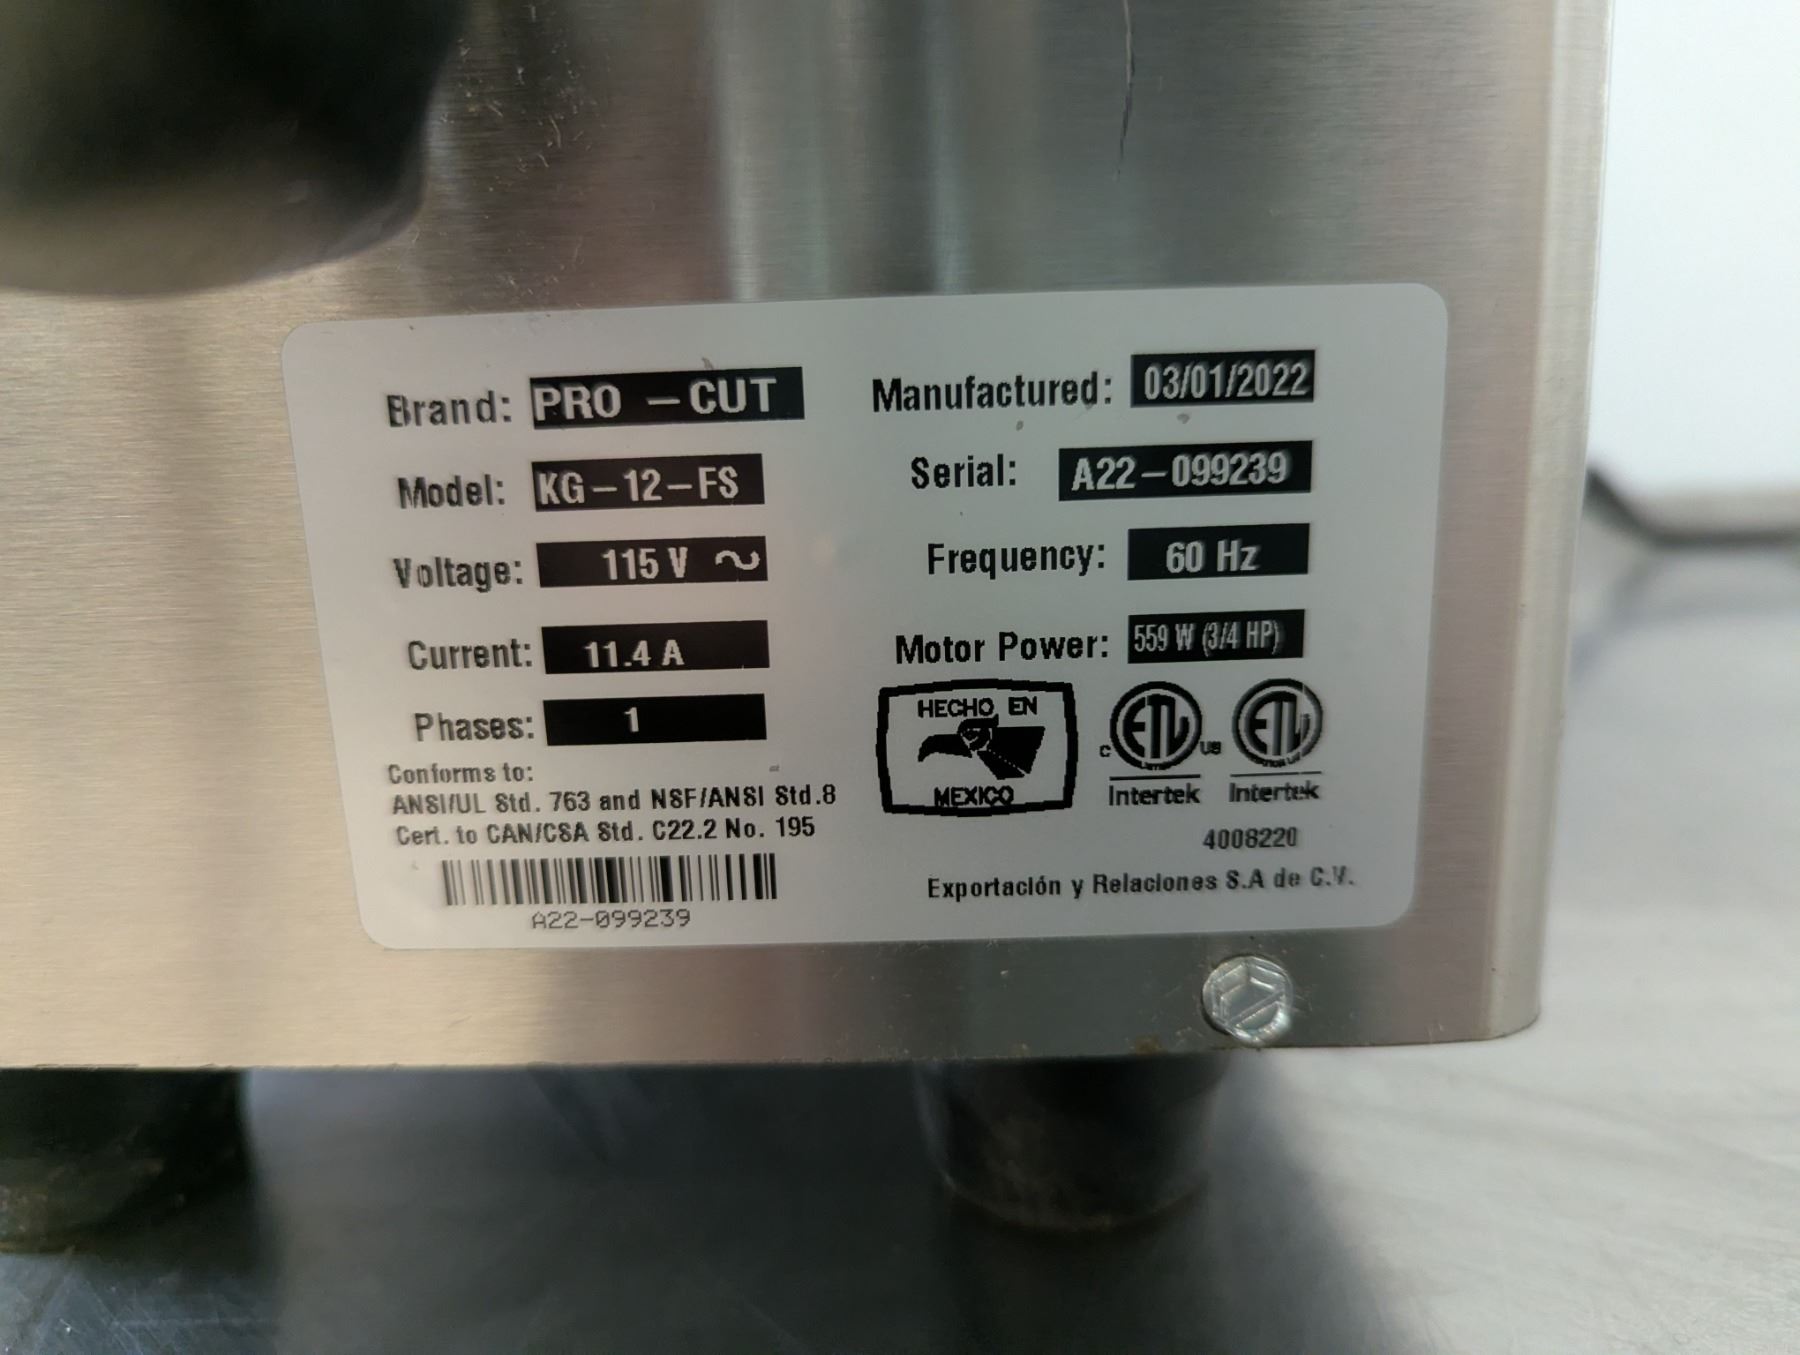 Brand: PRO - CUT
Model: KG-12-FS
Voltage: 115 V ~
Current: 11.4 A
Phases: 1
Conforms to:
ANSI/UL Std. 763 and NSF/ANSI Std.8
Cert. to CAN/CSA Std. C22.2 No. 195
A22-099239
Manufactured: 03/01/2022
Serial: A22-099239
Frequency: 60 Hz
Motor Power: 559 W (3/4 HP)
HECHO EN
MEXICO
C ETL US
Intertek
ETL
Intertek
4008220
Exportación y Relaciones S.A de C.V.